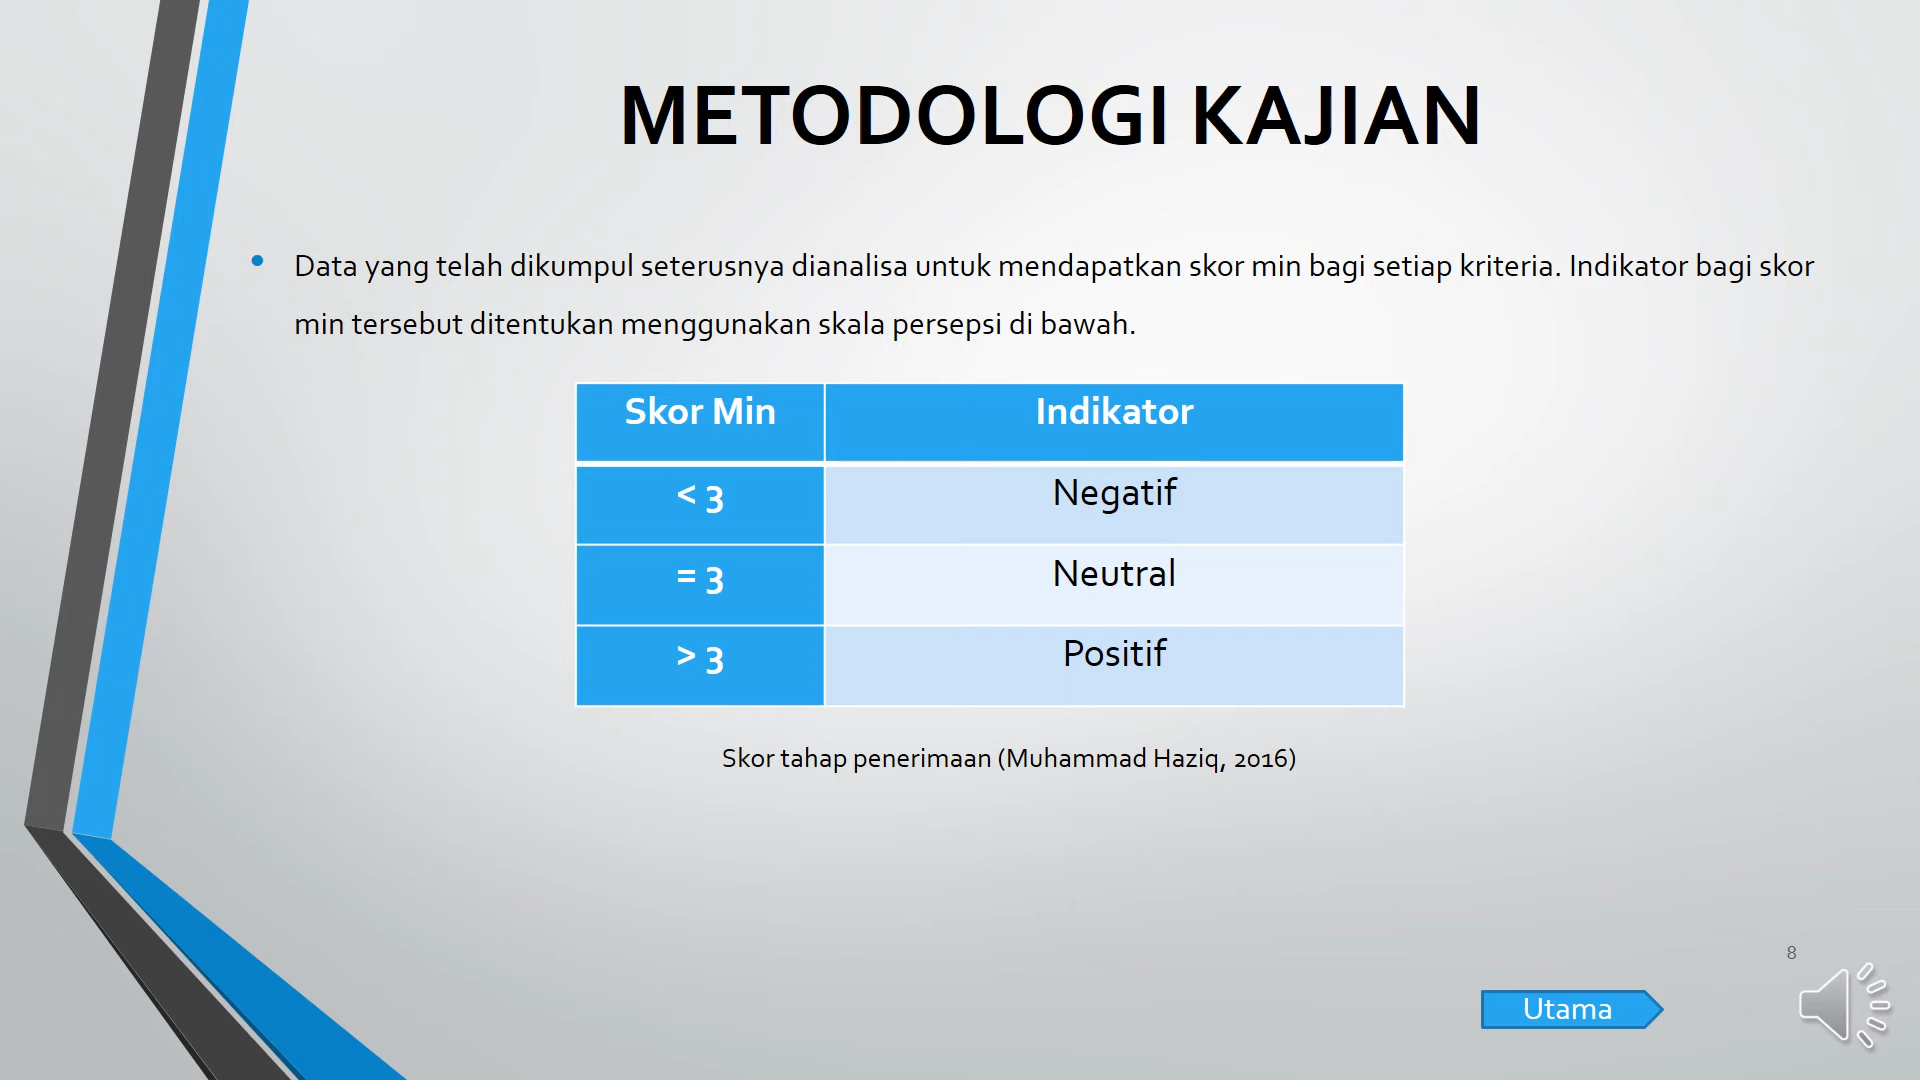 METODOLOGI KAJIAN
• Data yang telah dikumpul seterusnya dianalisa untuk mendapatkan skor min bagi setiap kriteria. Indikator bagi skor
min tersebut ditentukan menggunakan skala persepsi di bawah.
Skor Min Indikator
< 3 Negatif
= 3 Neutral
> 3 Positif
Skor tahap penerimaan (Muhammad Haziq, 2016)
8
Utama